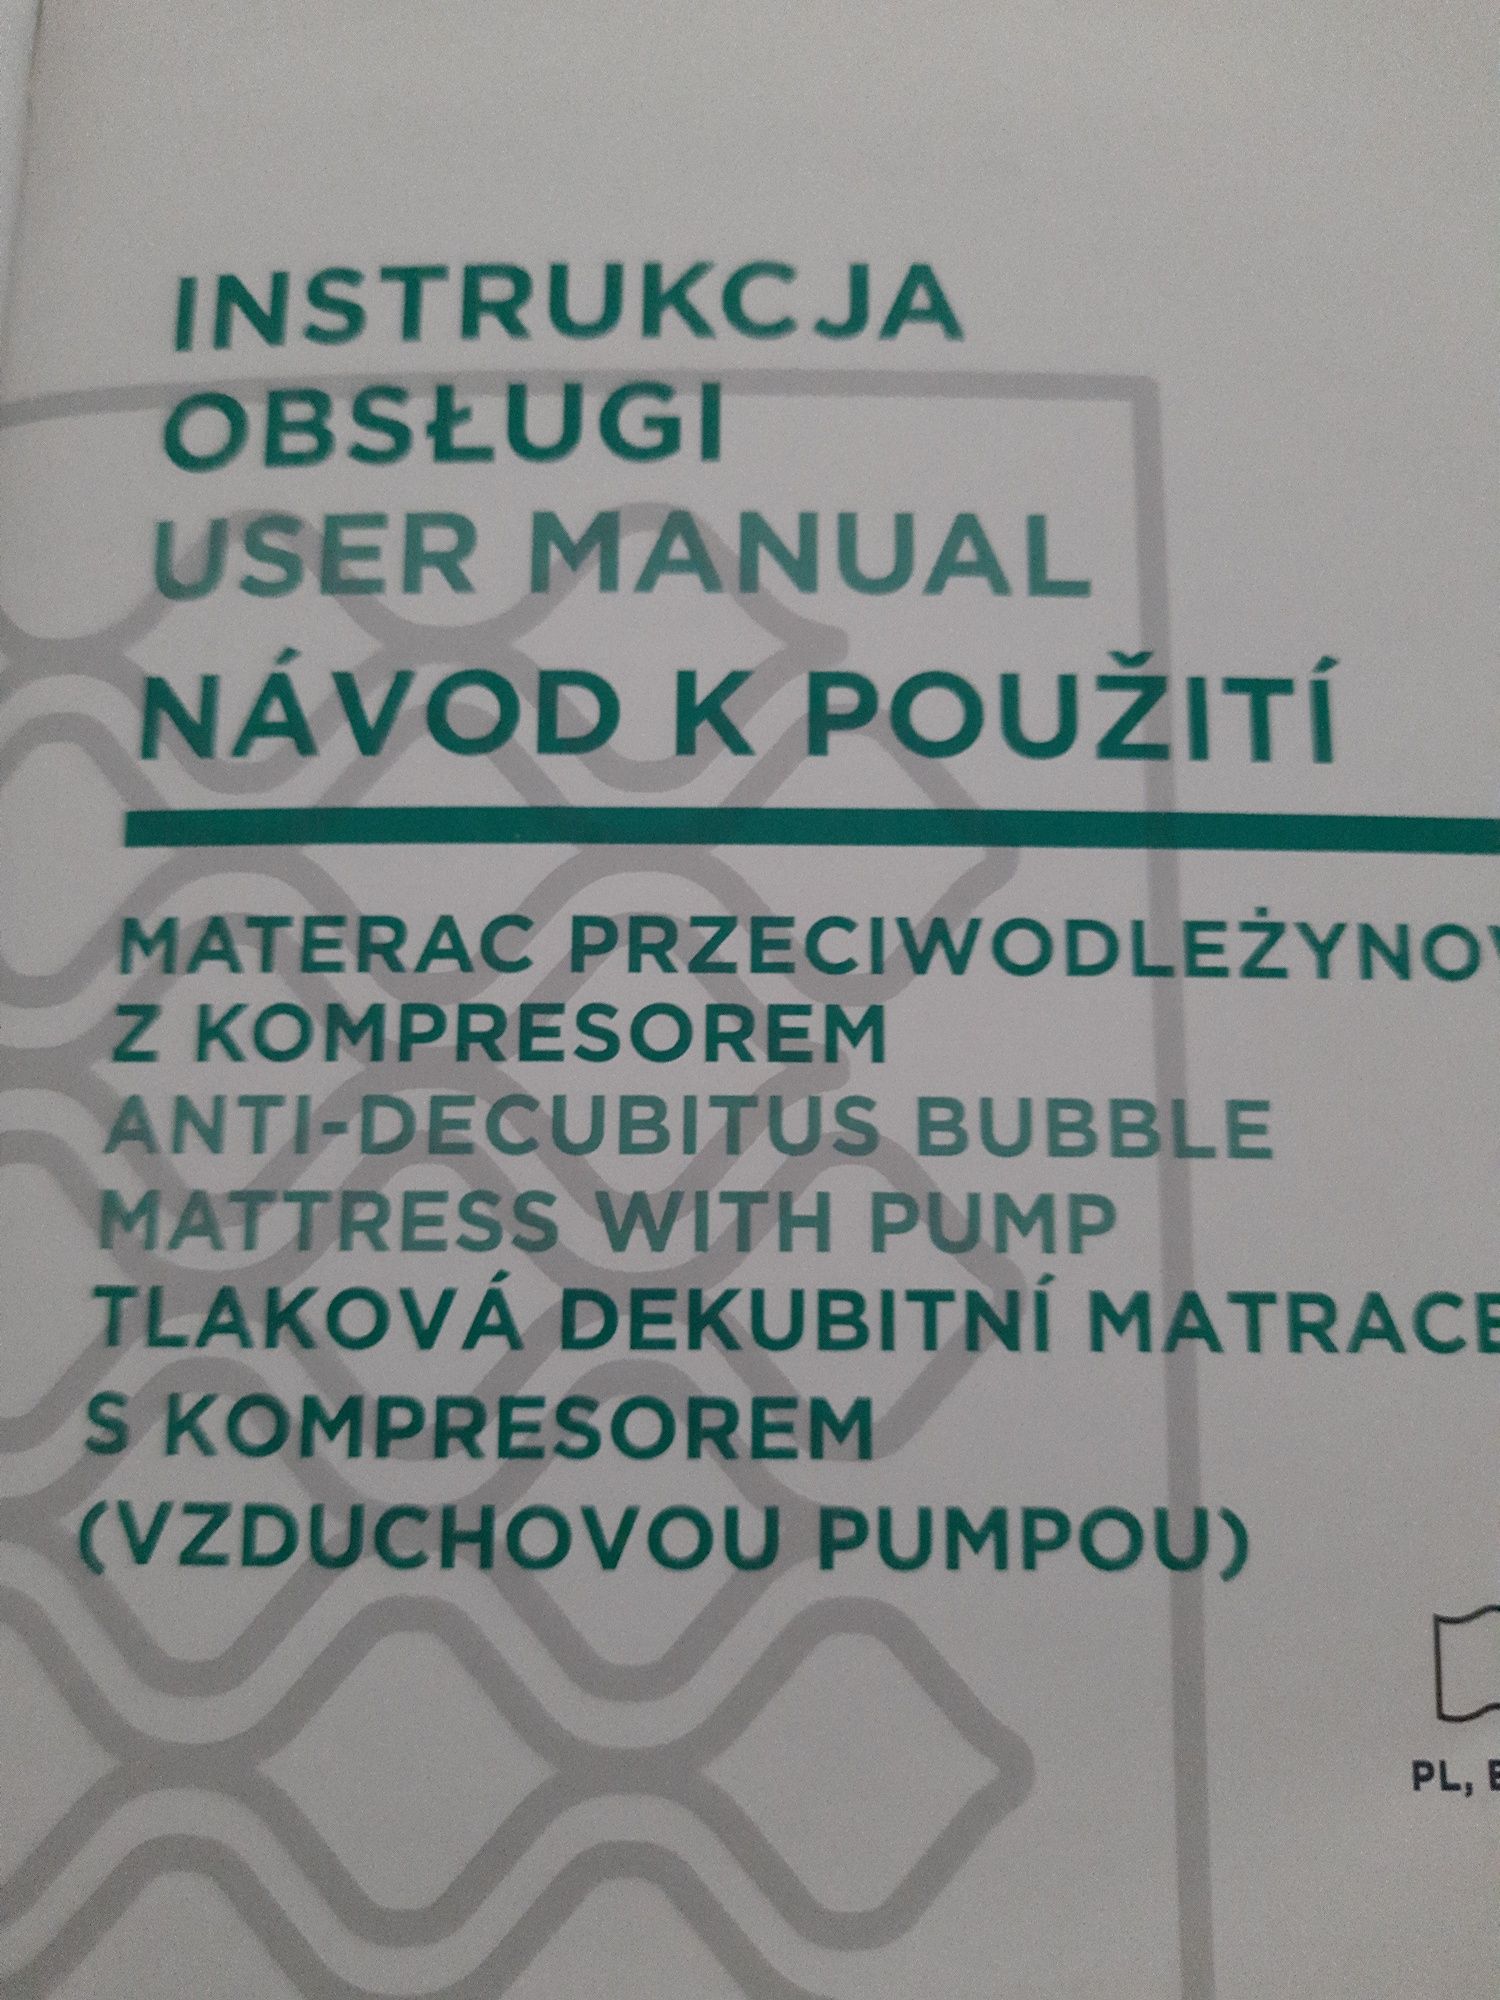 INSTRUKCJA
OBSŁUGI
USER MANUAL
NÁVOD K POUŽITÍ
MATERAC
Z KOMPRESOREM
ANTI-DECUBITUS BUBBLE
MATTRESS WITH PUMP
TLAKOVÁ DEKUBITNÍ MATRACE
S KOMPRESOREM
(VZDUCHOVOU PUMPOU)
PL,